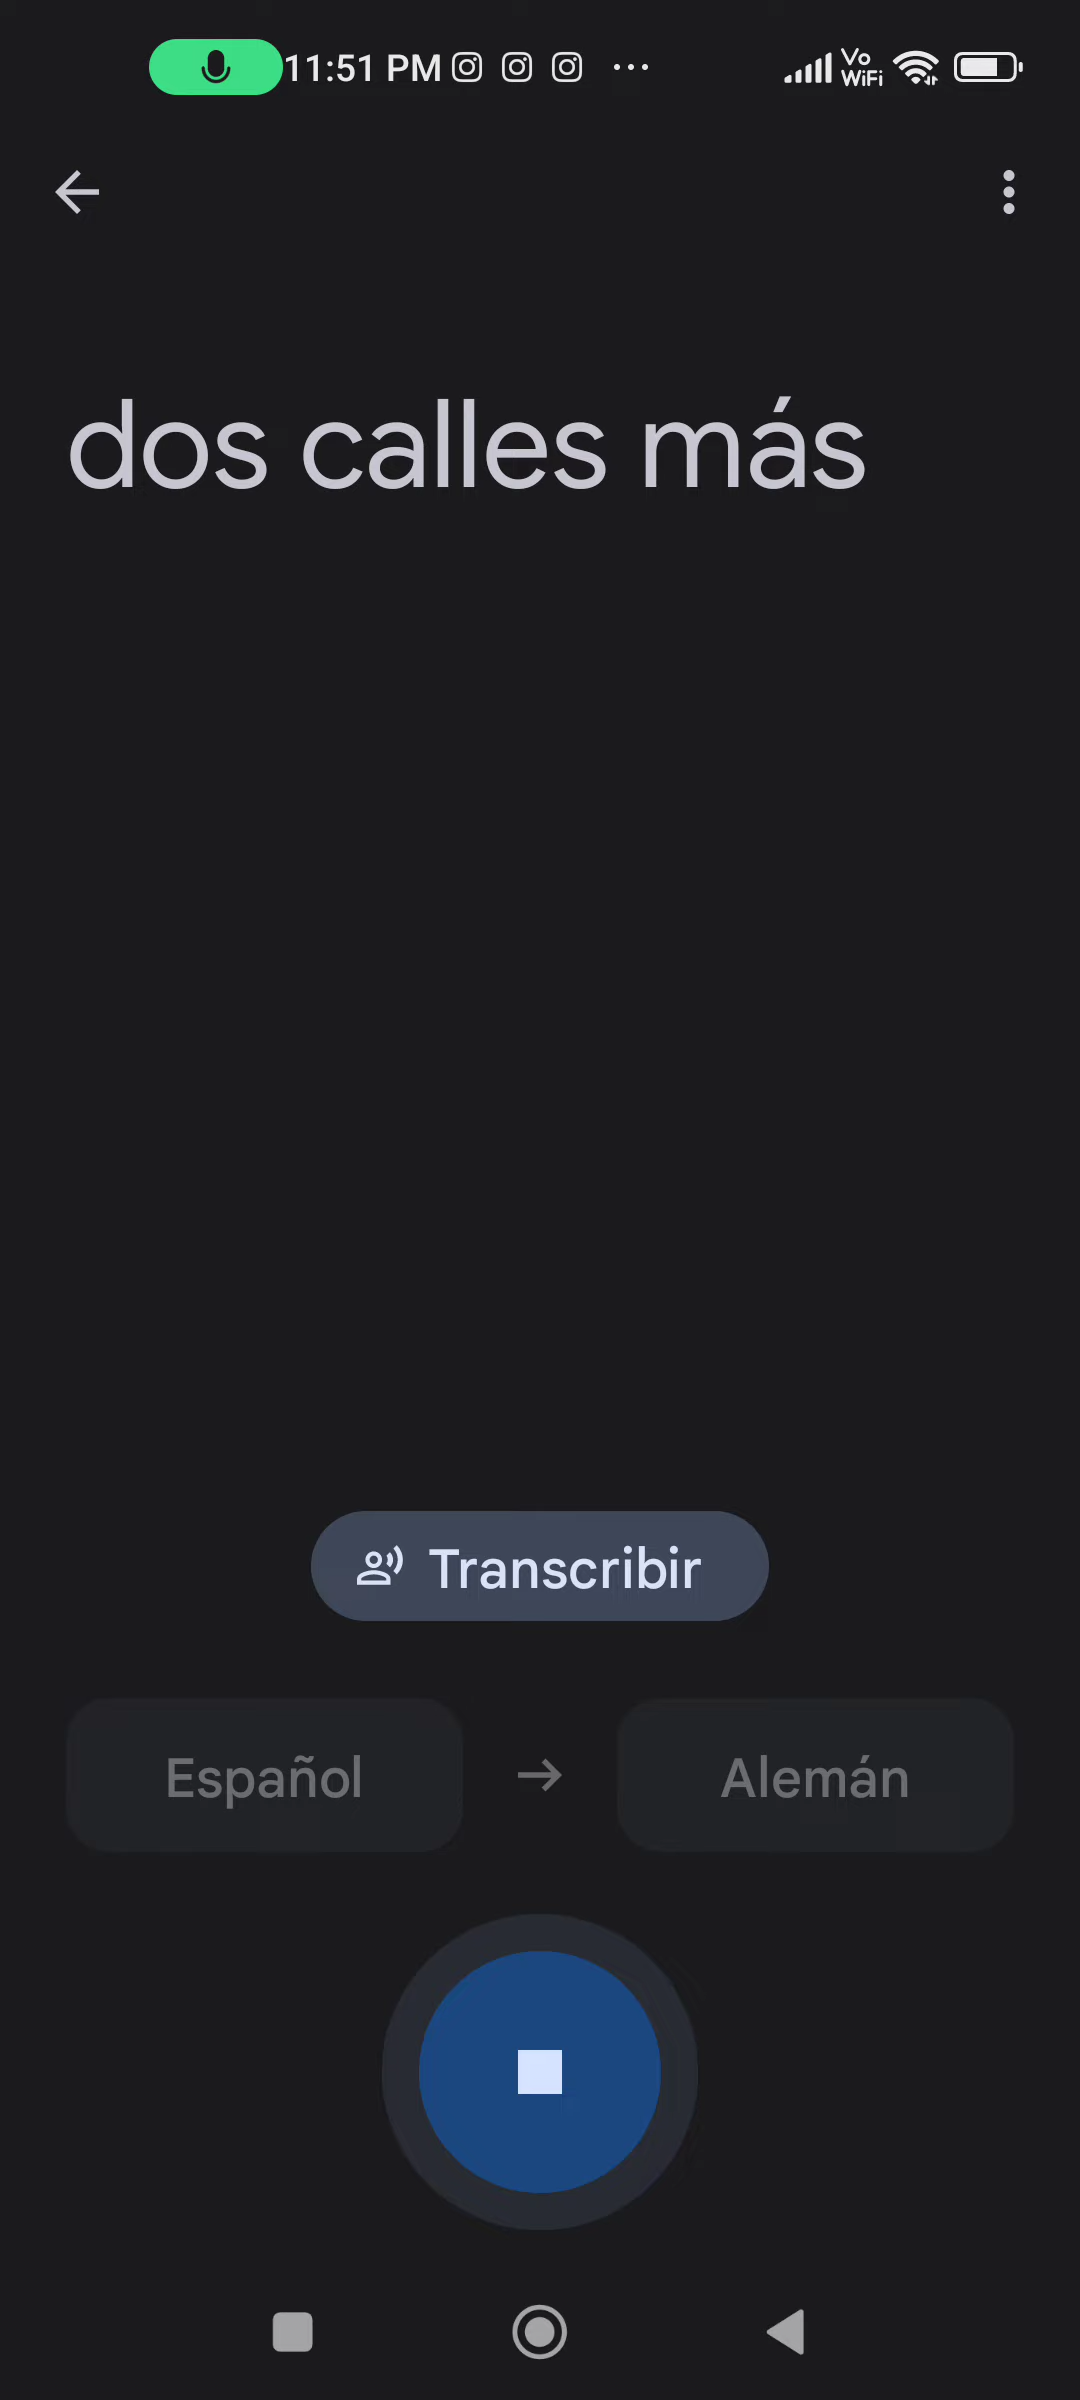 11:51 PM
Vo
WiFi
dos calles más
Transcribir
Español
Alemán